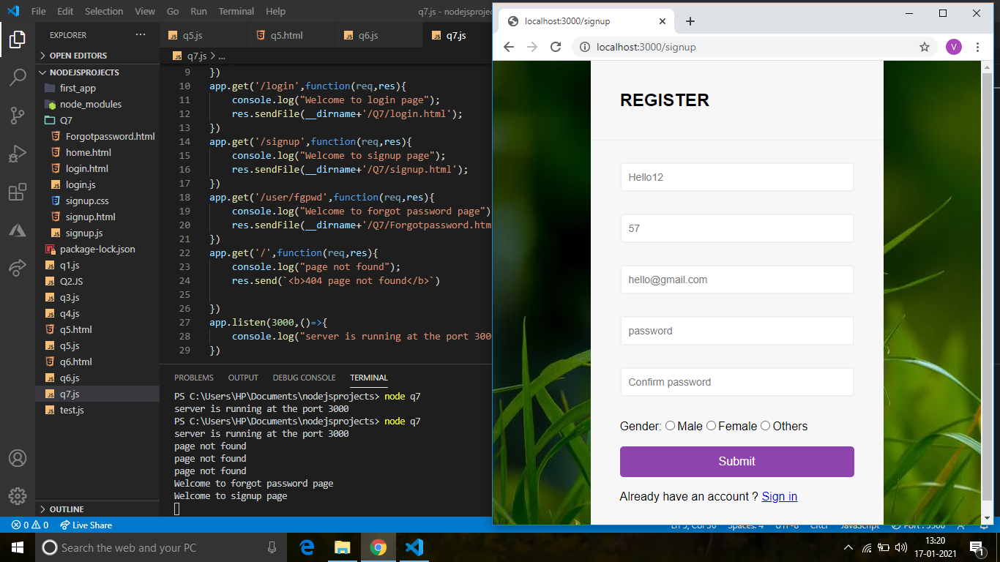 File Edit Selection View Go Run Terminal Help q7.js - nodejsprojec
EXPLORER ...
OPEN EDITORS
NODEJSPROJECTS
first_app
node_modules
Q7
Forgotpassword.html
home.html
login.html
login.js
signup.css
signup.html
signup.js
package-lock.json
q1.js
Q2.JS
q3.js
q4.js
q5.html
q5.js
q6.html
q6.js
q7.js
test.js
OUTLINE
q5.js q5.html q6.js q7.js
q7.js > ...
9 })
10 app.get('/login',function(req,res){
11 console.log("Welcome to login page");
12 res.sendFile(__dirname+'/Q7/login.html');
13 })
14 app.get('/signup',function(req,res){
15 console.log("Welcome to signup page");
16 res.sendFile(__dirname+'/Q7/signup.html');
17 })
18 app.get('/user/fgpwd',function(req,res){
19 console.log("Welcome to forgot password page")
20 res.sendFile(__dirname+'/Q7/Forgotpassword.htm
21 })
22 app.get('/',function(req,res){
23 console.log("page not found");
24 res.send(`<b>404 page not found</b>`)
25
26 })
27 app.listen(3000,()=>{
28 console.log("server is running at the port 300
29 })
PROBLEMS OUTPUT DEBUG CONSOLE TERMINAL
PS C:\Users\HP\Documents\nodejsprojects> node q7
server is running at the port 3000
PS C:\Users\HP\Documents\nodejsprojects> node q7
server is running at the port 3000
page not found
page not found
page not found
Welcome to forgot password page
Welcome to signup page
localhost:3000/signup
localhost:3000/signup V
REGISTER
Hello12
57
hello@gmail.com
password
Confirm password
Gender: Male Female Others
Submit
Already have an account ? Sign in
0 0 Live Share
Search the web and your PC
13:20
17-01-2021
1